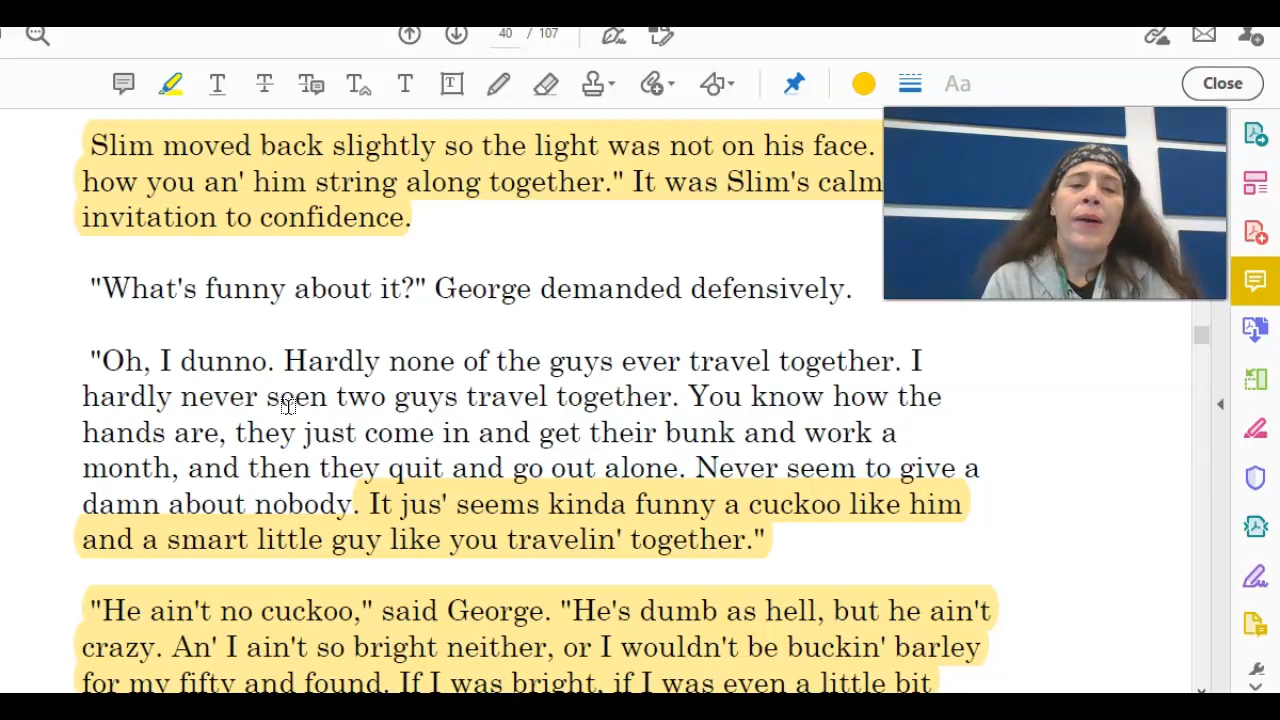 40 / 107
T T T T T T Aa Close
Slim moved back slightly so the light was not on his face.
how you an' him string along together." It was Slim's calm
invitation to confidence.
"What's funny about it?" George demanded defensively.
"Oh, I dunno. Hardly none of the guys ever travel together. I
hardly never seen two guys travel together. You know how the
hands are, they just come in and get their bunk and work a
month, and then they quit and go out alone. Never seem to give a
damn about nobody. It jus' seems kinda funny a cuckoo like him
and a smart little guy like you travelin' together."
"He ain't no cuckoo," said George. "He's dumb as hell, but he ain't
crazy. An' I ain't so bright neither, or I wouldn't be buckin' barley
for my fifty and found. If I was bright, if I was even a little bit